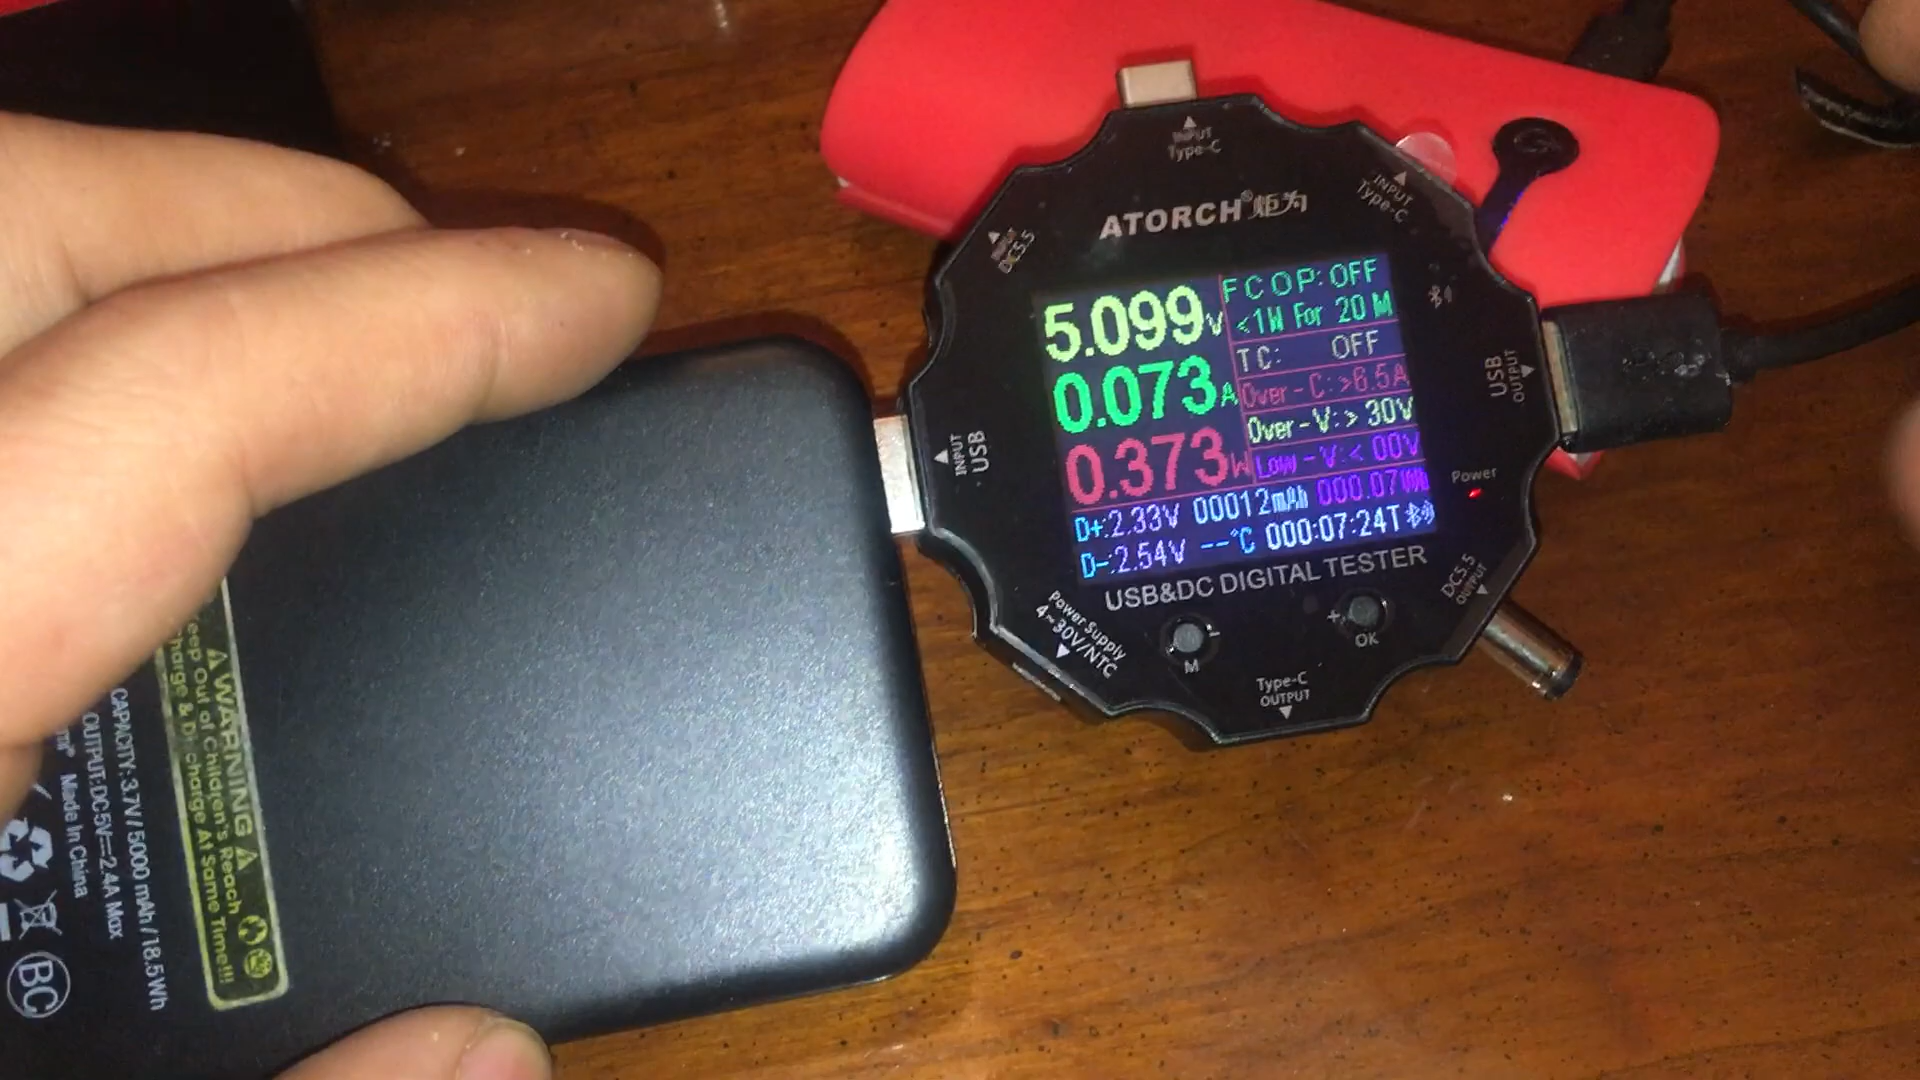 INPUT
Type-C
INPUT
Type-C
ATORCH®炬为
INPUT
DC5.5
5.099V
0.073A
0.373W
FCOP: OFF
<1W For 20 M
TC: OFF
Over-C: >6.5A
Over-V: > 30V
Low-V: < 00V
D+:2.33V 00012mAh 000.07Wh
D-:2.54V --℃ 000:07:24T
USB&DC DIGITAL TESTER
INPUT
USB
USB
OUTPUT
Power
DC5.5
OUTPUT
Power Supply
4~30V/NTC
M
OK
Type-C
OUTPUT
⚠ WARNING ⚠
Keep Out of Children's Reach
Charge & Discharge At Same Time!!!
CAPACITY:3.7V / 5000 mAh / 18.5Wh
OUTPUT:DC5V⎓2.4A Max
Made In China
BC